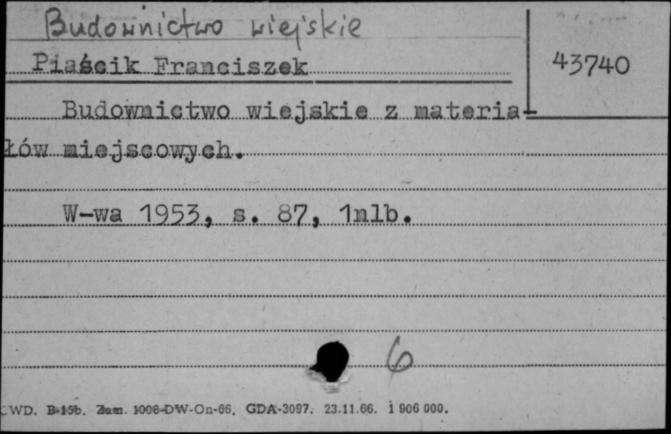 Budownictwo wiejskie
Piaścik Franciszek
43740
Budownictwo wiejskie z materia-
łów miejscowych.
W-wa 1953, s. 87, 1nlb.
6
CWD. B-15b. Zam. 1006-DW-On-66. GDA-3097. 23.11.66. 1 906 000.